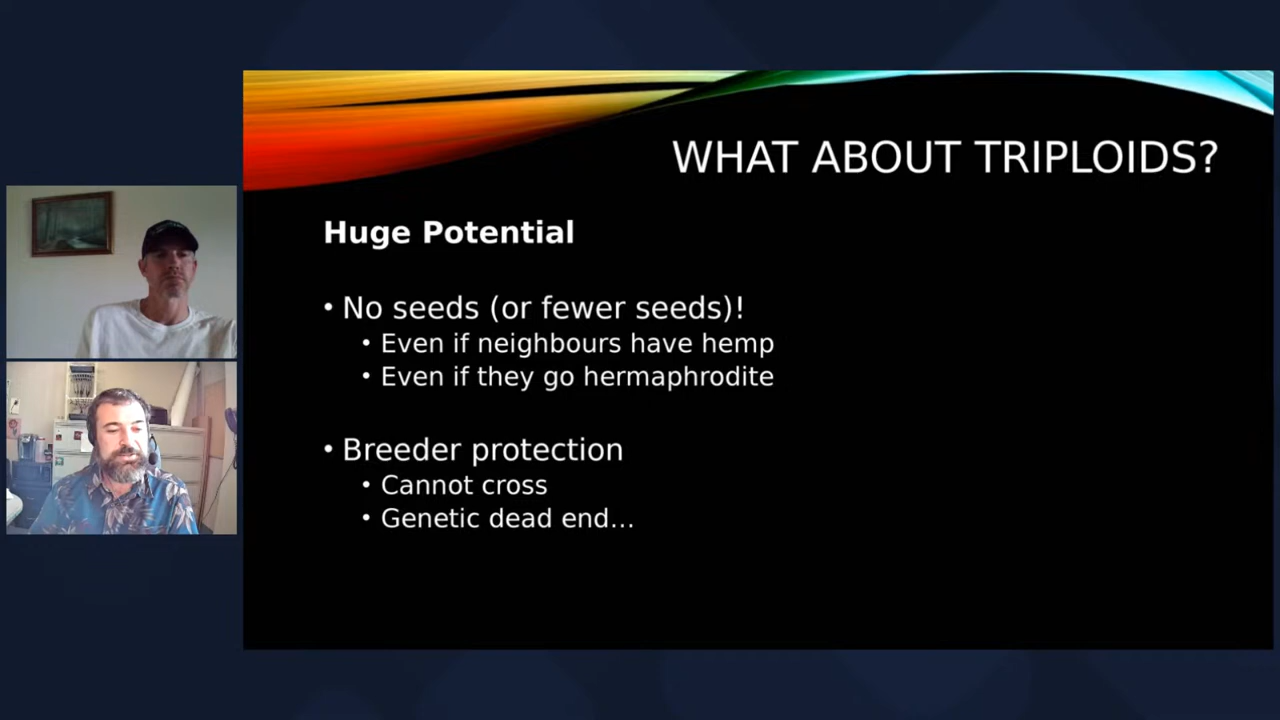 WHAT ABOUT TRIPLOIDS?
Huge Potential
• No seeds (or fewer seeds)!
• Even if neighbours have hemp
• Even if they go hermaphrodite
• Breeder protection
• Cannot cross
• Genetic dead end...